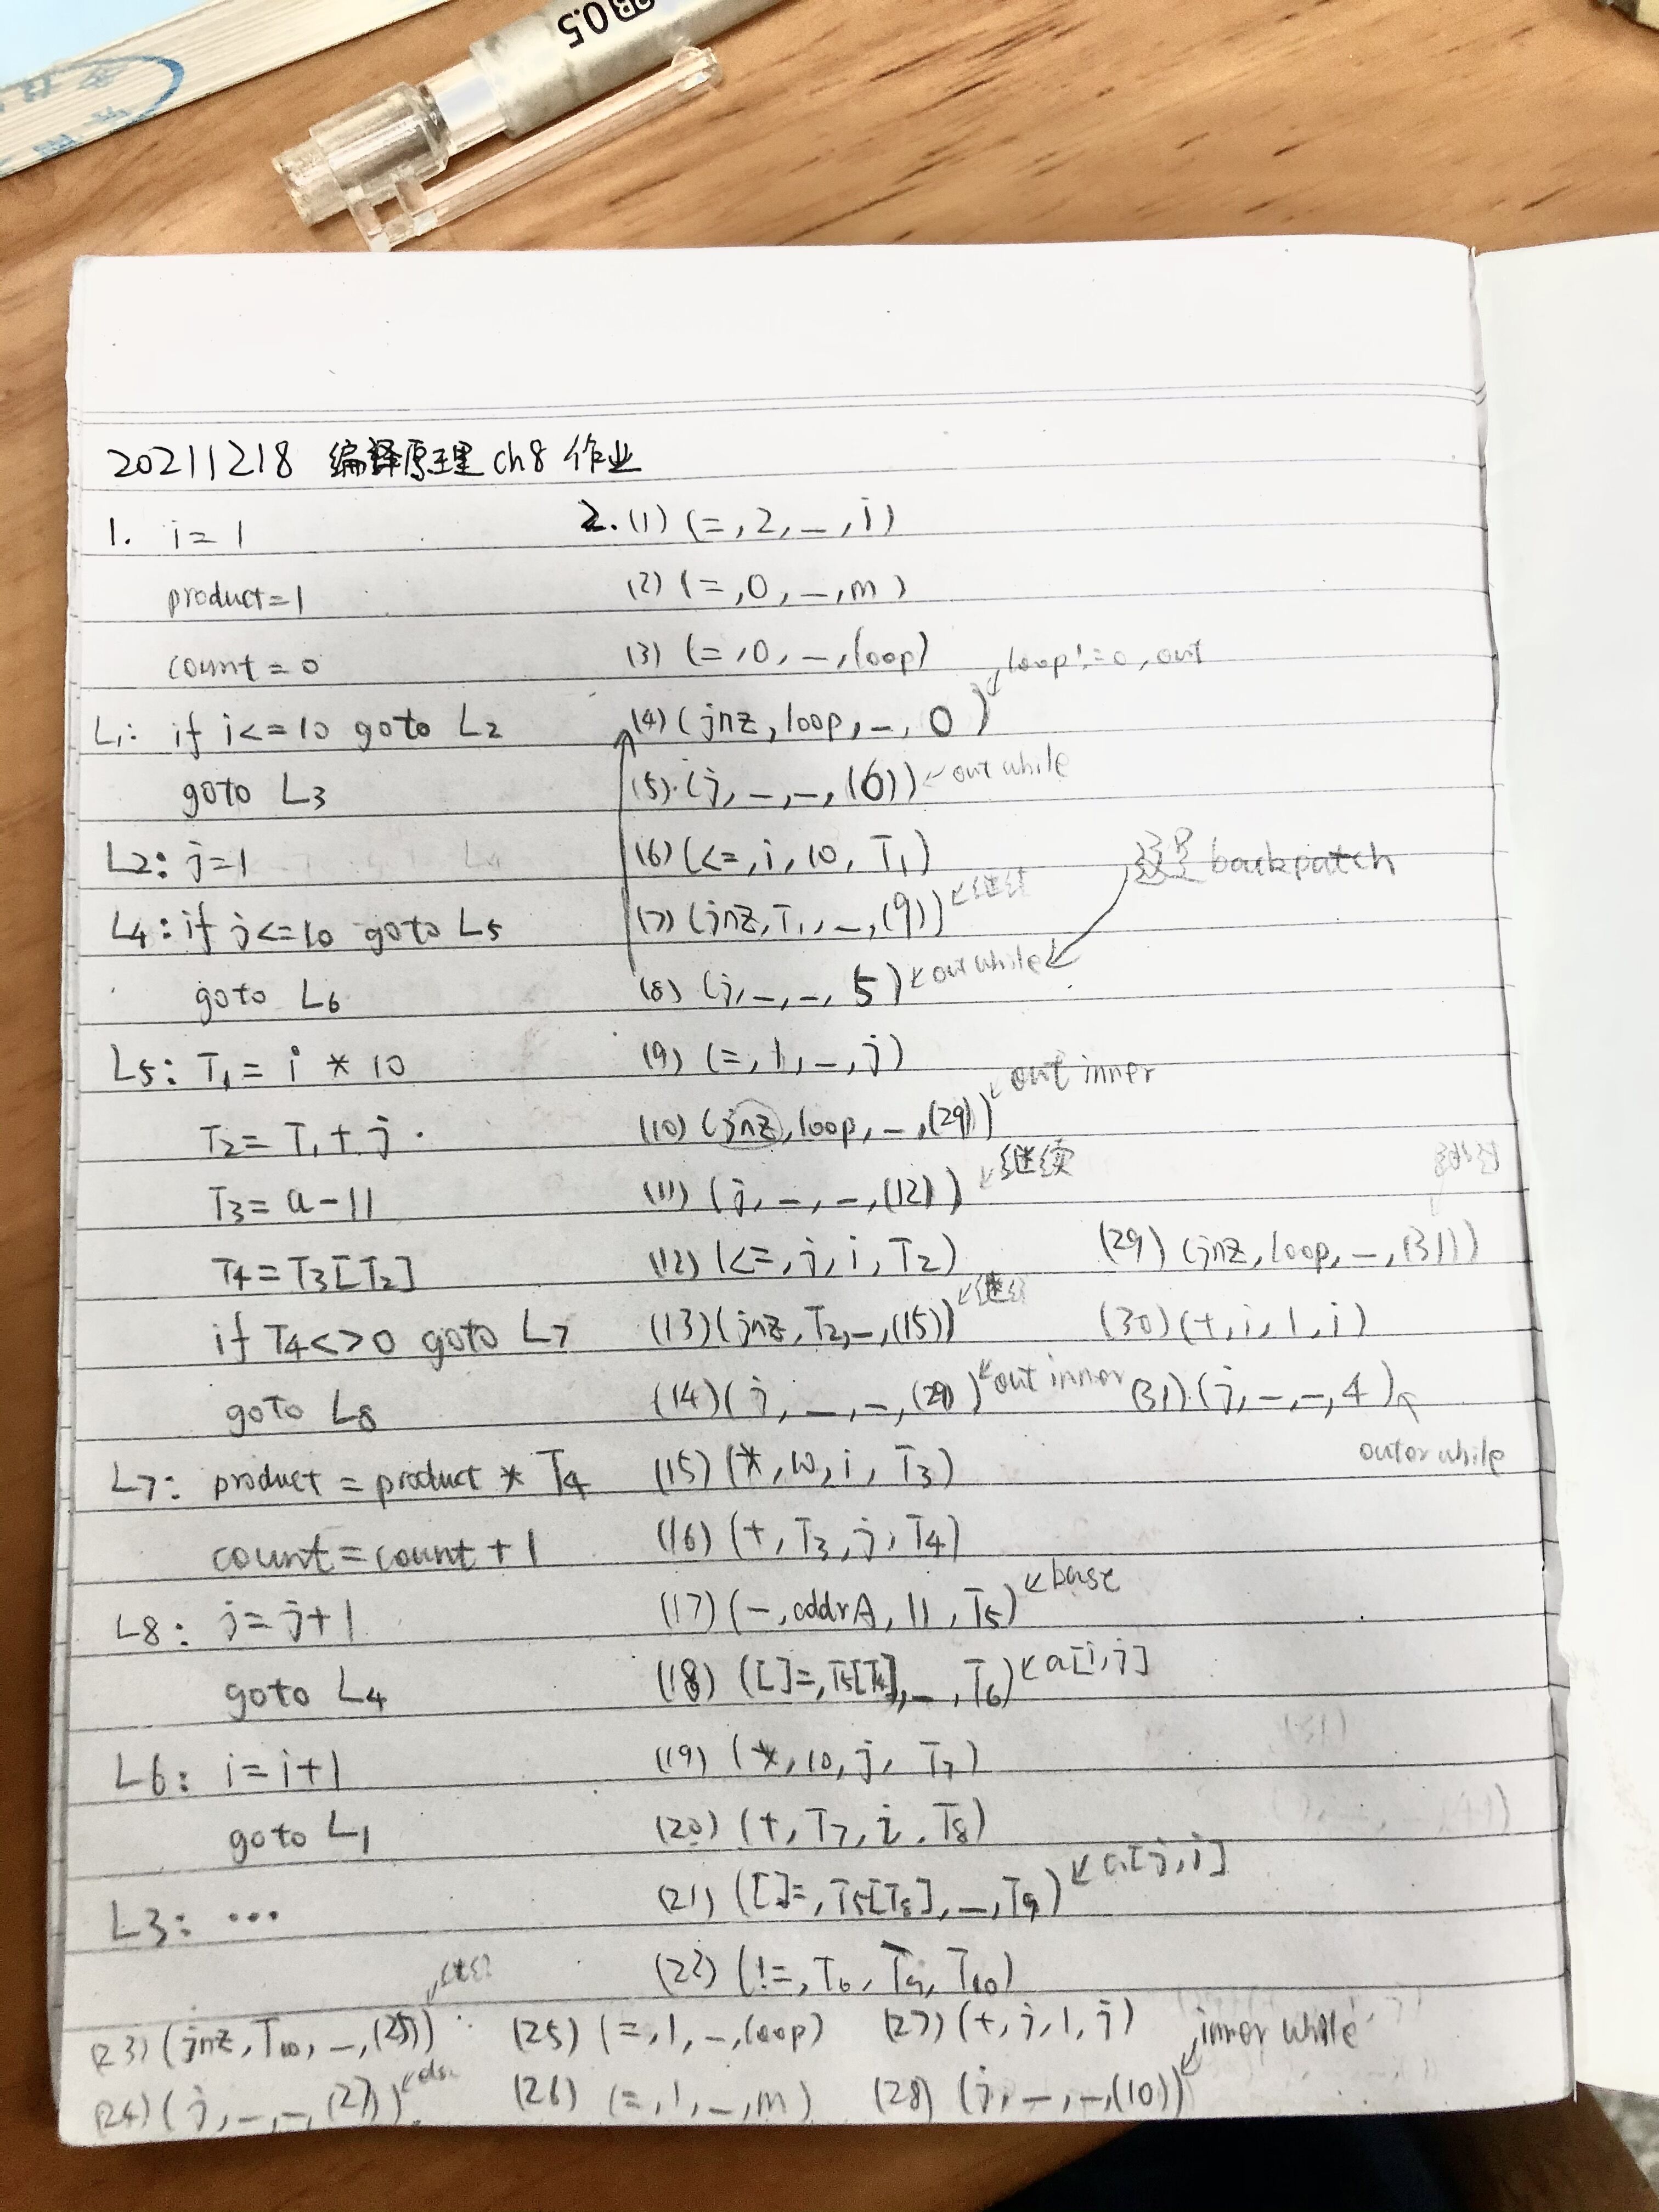 0.5
20211218 编译原理 ch8 作业
1. i = 1
product = 1
count = 0
L1: if i <= 10 goto L2
goto L3
L2: j = 1
L4: if j <= 10 goto L5
goto L6
L5: T1 = i * 10
T2 = T1 + j
T3 = a - 11
T4 = T3[T2]
if T4 <> 0 goto L7
goto L8
L7: product = product * T4
count = count + 1
L8: j = j + 1
goto L4
L6: i = i + 1
goto L1
L3: ...
2. (1) (=, 2, _, i)
(2) (=, 0, _, m)
(3) (=, 0, _, loop)
(4) (jnz, loop, _, 0) loop != 0, out
(5) (j, _, _, (6)) out while
(6) (<=, i, 10, T1)
(7) (jnz, T1, _, (9)) 继续
(8) (j, _, _, 5) out while
这里 backpatch
(9) (=, 1, _, j)
(10) (jnz, loop, _, (29)) out inner
(11) (j, _, _, (12)) 继续
(12) (<=, j, i, T2)
(13) (jnz, T2, _, (15)) 继续
(14) (j, _, _, (29)) out inner
(15) (*, 10, i, T3)
(16) (+, T3, j, T4)
(17) (-, addrA, 11, T5) base
(18) ([]=, T5[T4], _, T6) a[i,j]
(19) (*, 10, j, T7)
(20) (+, T7, i, T8)
(21) ([]=, T5[T8], _, T9) a[j,i]
(22) (!=, T6, T9, T10)
(23) (jnz, T10, _, (25))
(24) (j, _, _, (27)) else
(25) (=, 1, _, loop)
(26) (=, 1, _, m)
(27) (+, j, 1, j)
(28) (j, _, _, (10)) inner while
(29) (jnz, loop, _, (31))
(30) (+, i, 1, i)
(31) (j, _, _, 4)
outer while